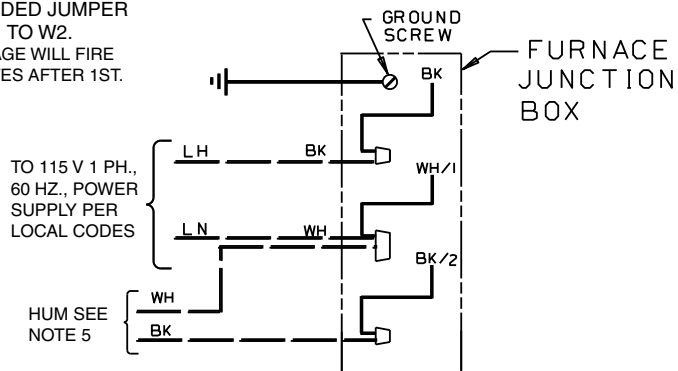 DED JUMPER
TO W2.
AGE WILL FIRE
TES AFTER 1ST.
GROUND
SCREW
FURNACE
JUNCTION
BOX
BK
TO 115 V 1 PH.,
60 HZ., POWER
SUPPLY PER
LOCAL CODES
LH
BK
WH/1
LN
WH
BK/2
HUM SEE
NOTE 5
WH
BK